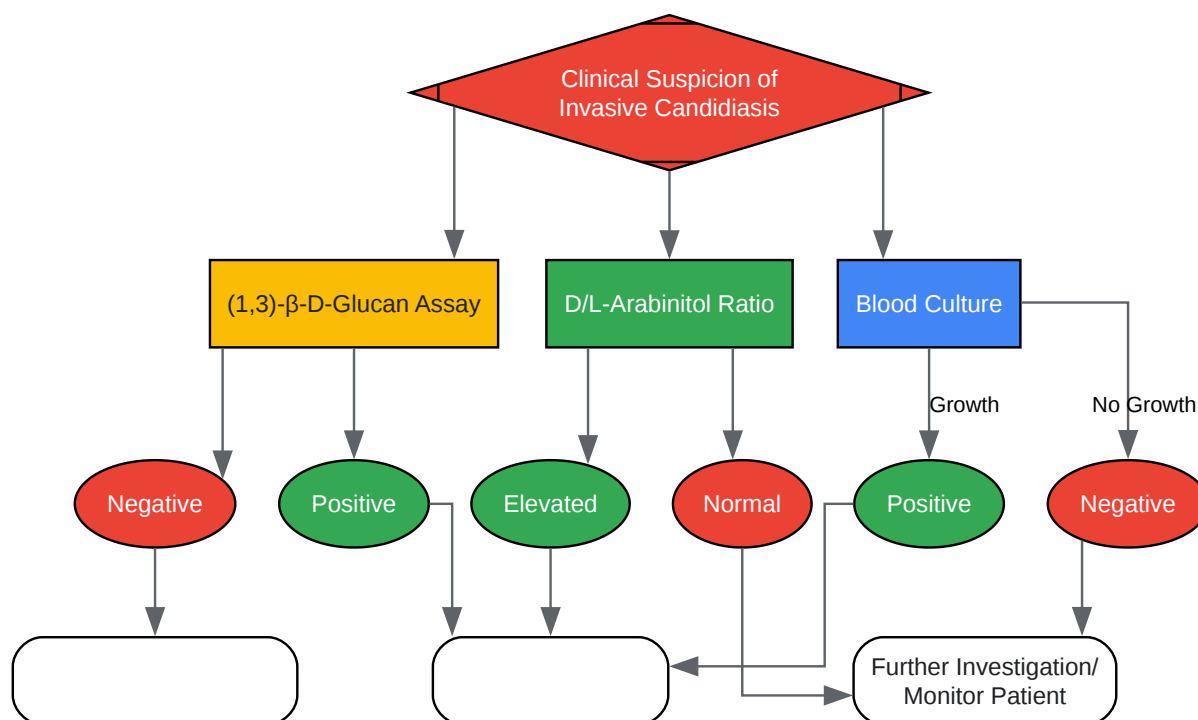 Clinical Suspicion of
Invasive Candidiasis
(1,3)-β-D-Glucan Assay
D/L-Arabinitol Ratio
Blood Culture
Growth
No Growth
Negative
Positive
Elevated
Normal
Positive
Negative
Further Investigation/
Monitor Patient